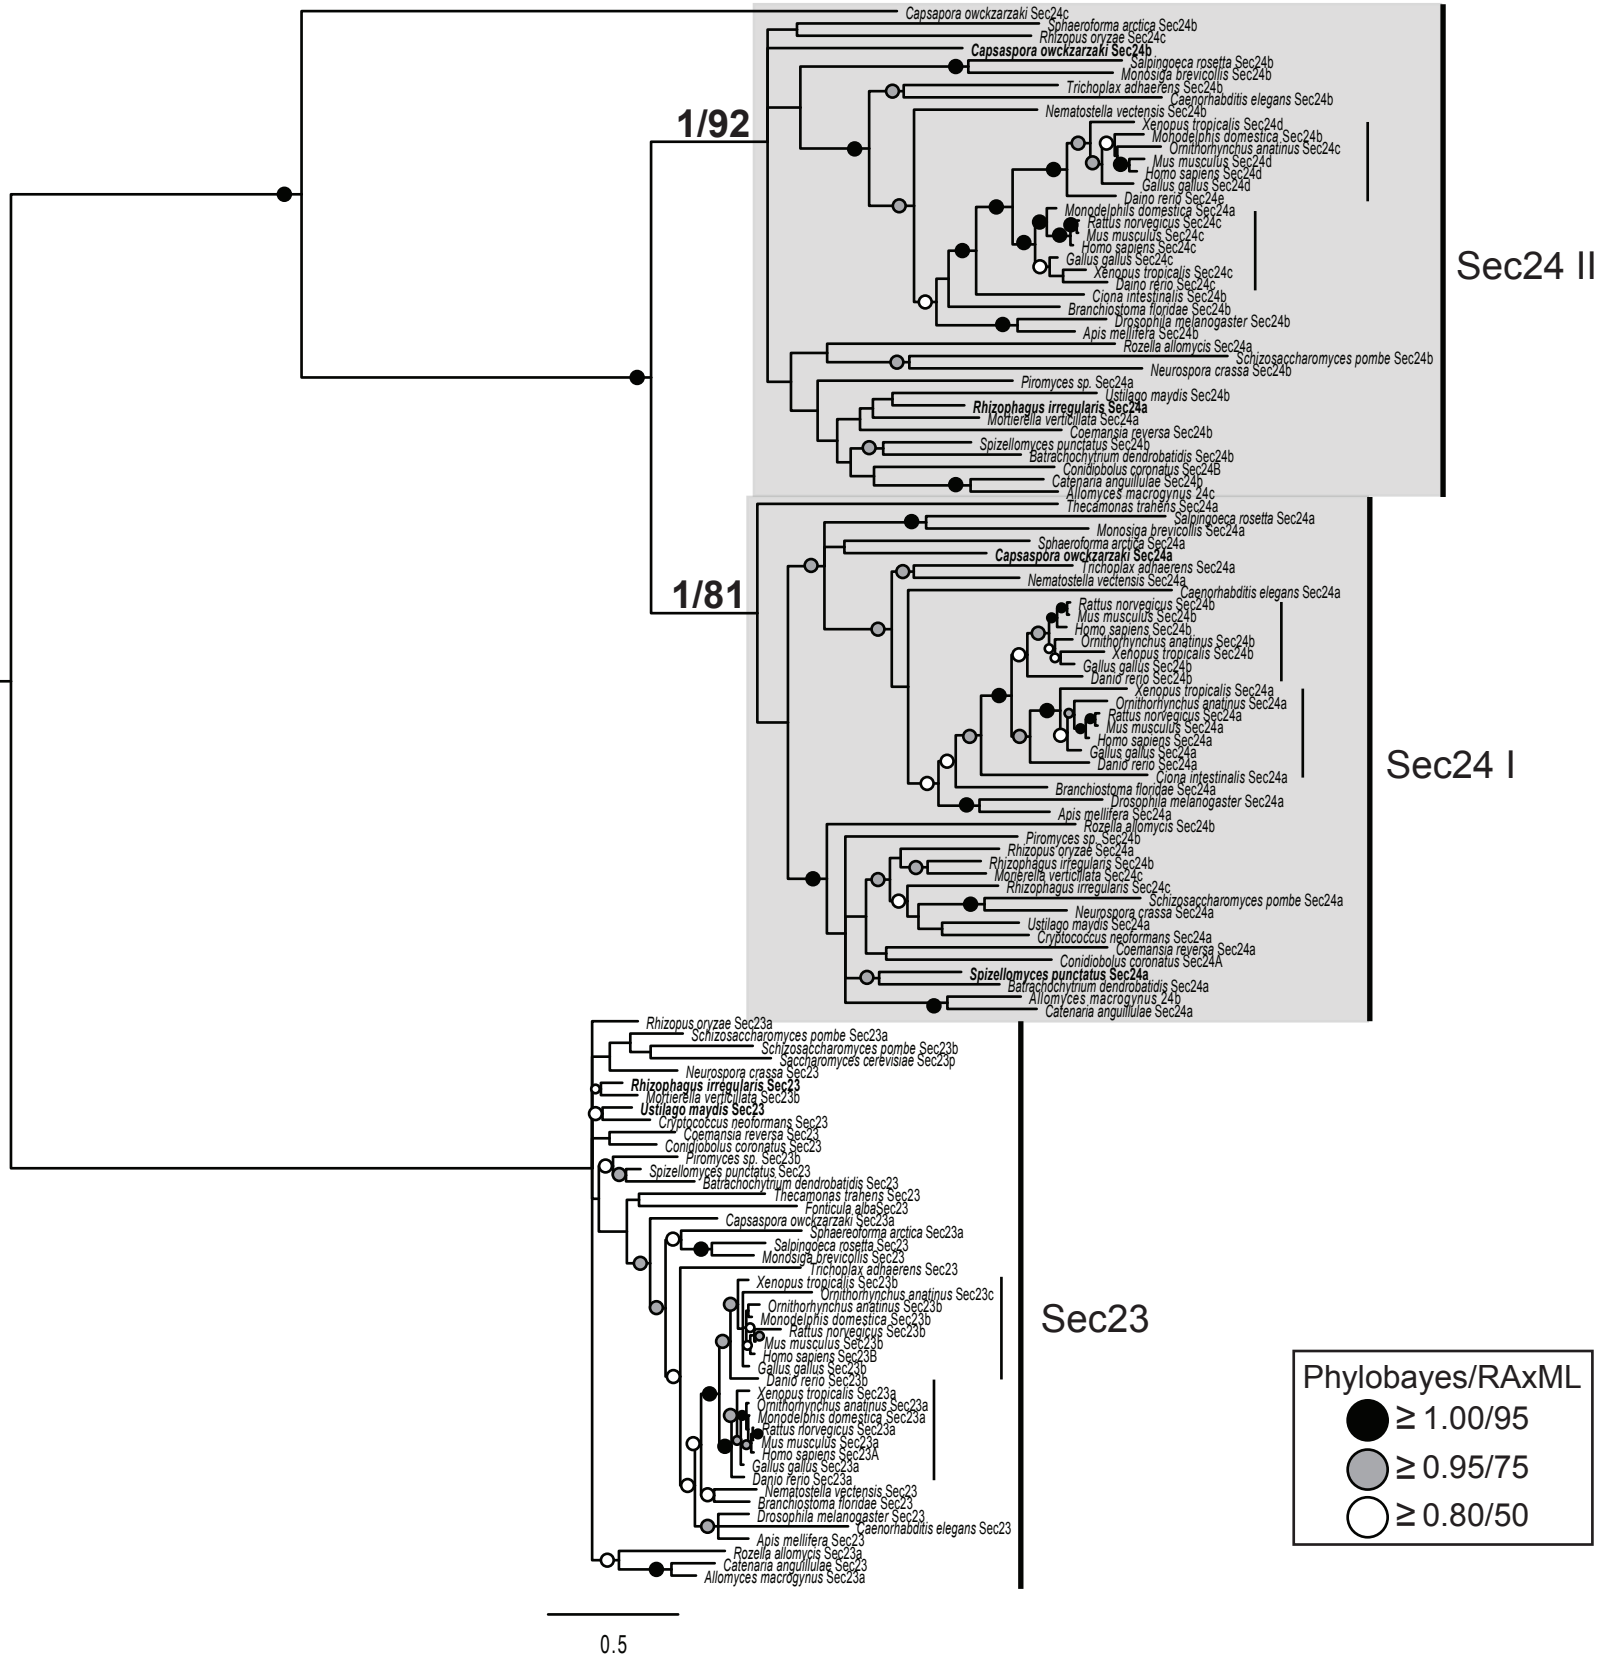 Capsapora owckzarzaki Sec24c
Sphaeroforma arctica Sec24b
Rhizopus oryzae Sec24c
Capsaspora owckzarzaki Sec24b
Salpingoeca rosetta Sec24b
Monosiga brevicollis Sec24b
Trichoplax adhaerens Sec24b
Caenorhabditis elegans Sec24b
Nematostella vectensis Sec24b
1/92
Xenopus tropicalis Sec24d
Monodelphis domestica Sec24b
Ornithorhynchus anatinus Sec24c
Mus musculus Sec24d
Homo sapiens Sec24d
Gallus gallus Sec24d
Daino rerio Sec24e
Monodelphis domestica Sec24a
Rattus norvegicus Sec24c
Mus musculus Sec24c
Homo sapiens Sec24c
Gallus gallus Sec24c
Xenopus tropicalis Sec24c
Daino rerio Sec24c
Sec24 II
Ciona intestinalis Sec24b
Branchiostoma floridae Sec24b
Drosophila melanogaster Sec24b
Apis mellifera Sec24b
Rozella allomycis Sec24a
Schizosaccharomyces pombe Sec24b
Neurospora crassa Sec24b
Piromyces sp. Sec24a
Ustilago maydis Sec24b
Rhizophagus irregularis Sec24a
Mortierella verticillata Sec24a
Coemansia reversa Sec24b
Spizellomyces punctatus Sec24b
Batrachochytrium dendrobatidis Sec24b
Conidiobolus coronatus Sec24B
Catenaria anguillulae Sec24b
Allomyces macrogynus 24c
Thecamonas trahens Sec24a
Salpingoeca rosetta Sec24a
Monosiga brevicollis Sec24a
Sphaeroforma arctica Sec24a
Capsaspora owckzarzaki Sec24a
Trichoplax adhaerens Sec24a
Nematostella vectensis Sec24a
Caenorhabditis elegans Sec24a
1/81
Rattus norvegicus Sec24b
Mus musculus Sec24b
Homo sapiens Sec24b
Ornithorhynchus anatinus Sec24b
Xenopus tropicalis Sec24b
Gallus gallus Sec24b
Danio rerio Sec24b
Xenopus tropicalis Sec24a
Ornithorhynchus anatinus Sec24a
Rattus norvegicus Sec24a
Mus musculus Sec24a
Homo sapiens Sec24a
Gallus gallus Sec24a
Danio rerio Sec24a
Sec24 I
Ciona intestinalis Sec24a
Branchiostoma floridae Sec24a
Drosophila melanogaster Sec24a
Apis mellifera Sec24a
Rozella allomycis Sec24b
Piromyces sp. Sec24b
Rhizopus oryzae Sec24a
Rhizophagus irregularis Sec24b
Morierella verticillata Sec24c
Rhizophagus irregularis Sec24c
Schizosaccharomyces pombe Sec24a
Neurospora crassa Sec24a
Ustilago maydis Sec24a
Cryptococcus neoformans Sec24a
Coemansia reversa Sec24a
Conidiobolus coronatus Sec24A
Spizellomyces punctatus Sec24a
Batrachochytrium dendrobatidis Sec24a
Allomyces macrogynus 24b
Catenaria anguillulae Sec24a
Rhizopus oryzae Sec23a
Schizosaccharomyces pombe Sec23a
Schizosaccharomyces pombe Sec23b
Saccharomyces cerevisiae Sec23p
Neurospora crassa Sec23
Rhizophagus irregularis Sec23
Mortierella verticillata Sec23b
Ustilago maydis Sec23
Cryptococcus neoformans Sec23
Coemansia reversa Sec23
Conidiobolus coronatus Sec23
Piromyces sp. Sec23b
Spizellomyces punctatus Sec23
Batrachochytrium dendrobatidis Sec23
Thecamonas trahens Sec23
Fonticula albaSec23
Capsaspora owckzarzaki Sec23a
Sphaereoforma arctica Sec23a
Salpingoeca rosetta Sec23
Monosiga brevicollis Sec23
Trichoplax adhaerens Sec23
Xenopus tropicalis Sec23b
Ornithorhynchus anatinus Sec23c
Ornithorhynchus anatinus Sec23b
Monodelphis domestica Sec23b
Rattus norvegicus Sec23b
Mus musculus Sec23b
Homo sapiens Sec23B
Gallus gallus Sec23b
Danio rerio Sec23b
Sec23
Xenopus tropicalis Sec23a
Ornithorhynchus anatinus Sec23a
Monodelphis domestica Sec23a
Rattus norvegicus Sec23a
Mus musculus Sec23a
Homo sapiens Sec23A
Gallus gallus Sec23a
Danio rerio Sec23a
Nematostella vectensis Sec23
Branchiostoma floridae Sec23
Drosophila melanogaster Sec23
Caenorhabditis elegans Sec23
Apis mellifera Sec23
Rozella allomycis Sec23a
Catenaria anguillulae Sec23
Allomyces macrogynus Sec23a
Phylobayes/RAxML
≥ 1.00/95
≥ 0.95/75
≥ 0.80/50
0.5